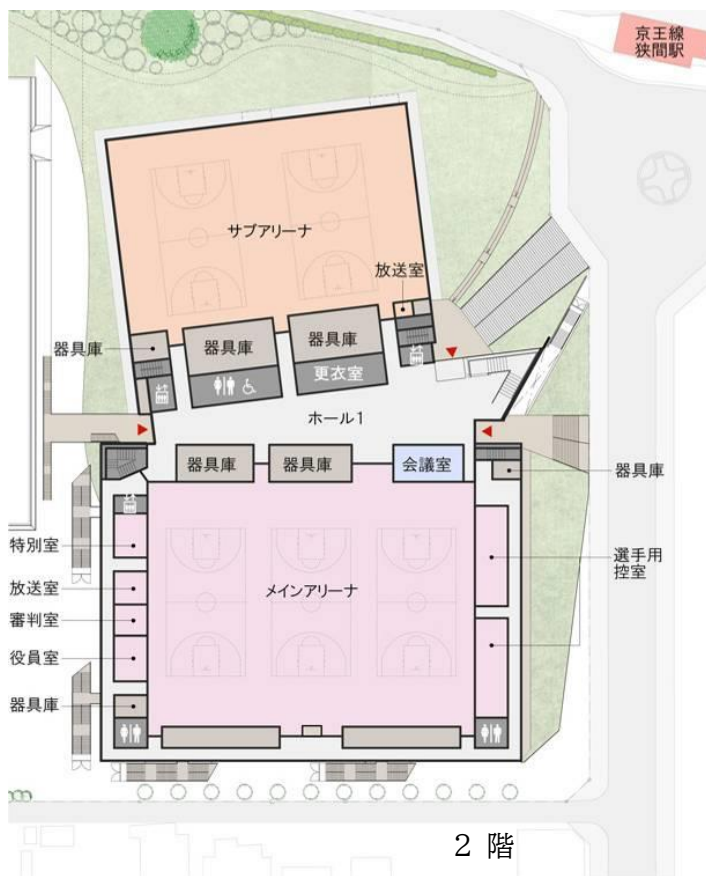 京王線
狭間駅
サブアリーナ
放送室
器具庫
器具庫
器具庫
更衣室
ホール1
器具庫
器具庫
会議室
器具庫
特別室
選手用
控室
放送室
メインアリーナ
審判室
役員室
器具庫
2 階